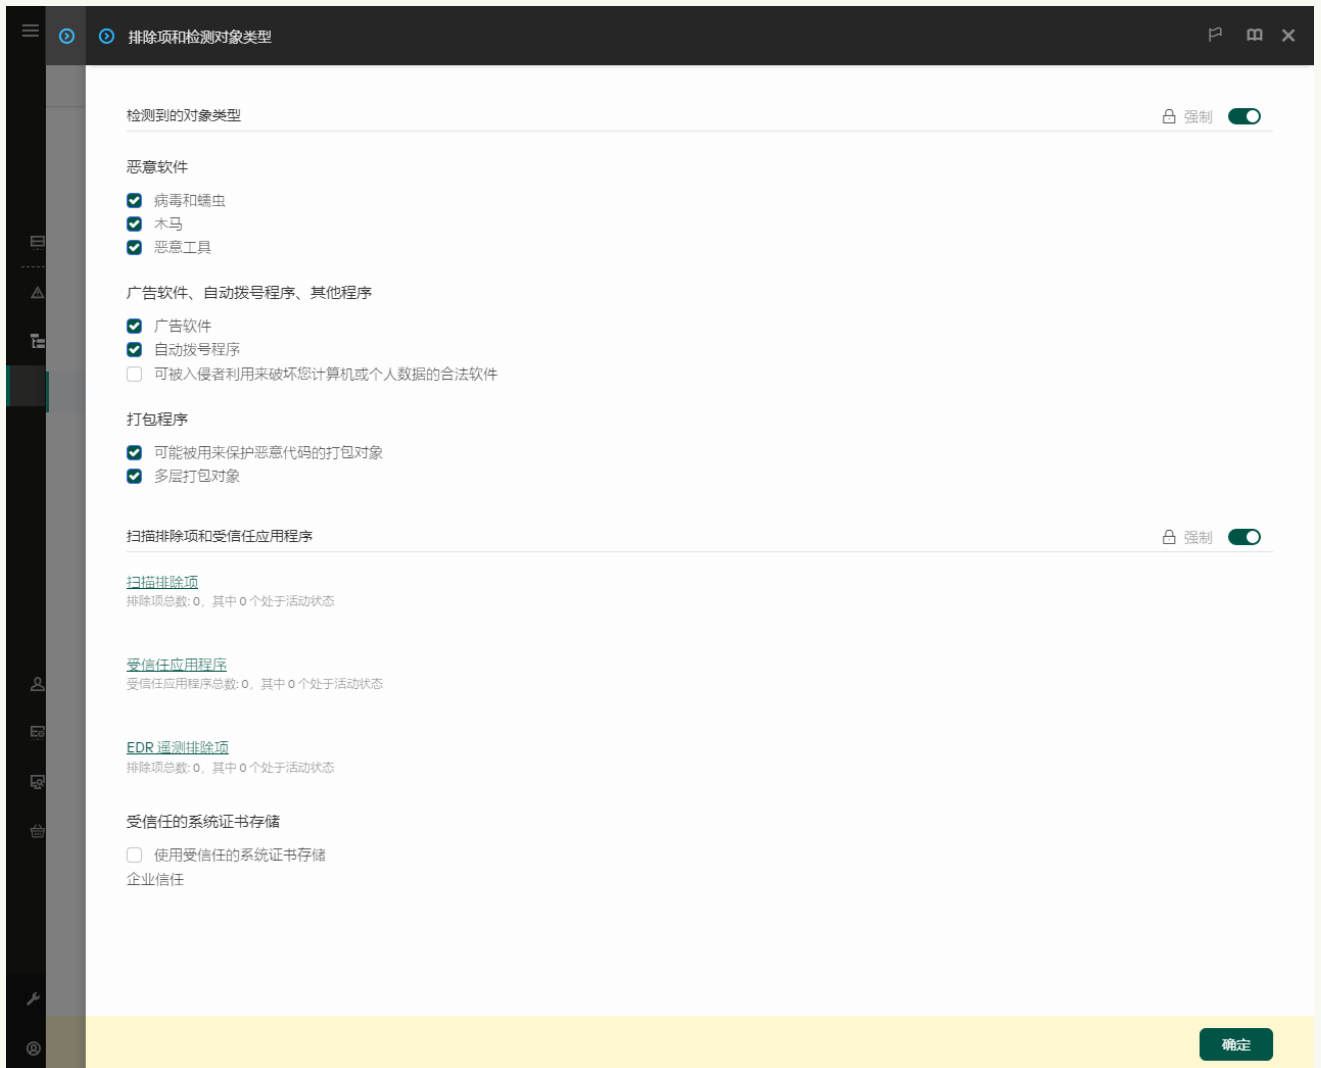 排除项和检测对象类型
检测到的对象类型
强制
恶意软件
病毒和蠕虫
木马
恶意工具
广告软件、自动拨号程序、其他程序
广告软件
自动拨号程序
可被入侵者利用来破坏您计算机或个人数据的合法软件
打包程序
可能被用来保护恶意代码的打包对象
多层打包对象
扫描排除项和受信任应用程序
强制
扫描排除项
排除项总数: 0，其中 0 个处于活动状态
受信任应用程序
受信任应用程序总数: 0，其中 0 个处于活动状态
EDR 遥测排除项
排除项总数: 0，其中 0 个处于活动状态
受信任的系统证书存储
使用受信任的系统证书存储
企业信任
确定